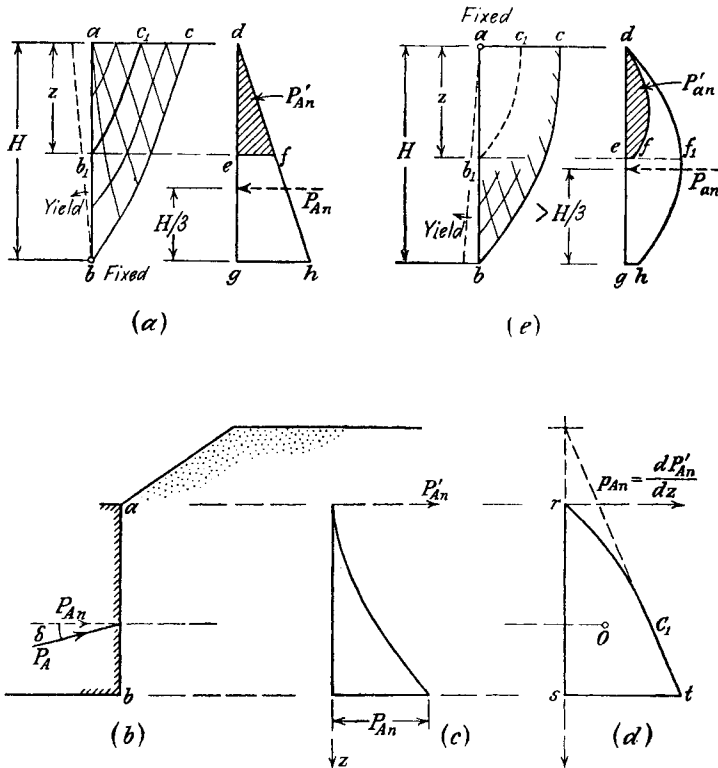 a c₁ c d
H
z
P'An
b₁ e f
Yield
PAn
H/3
b Fixed
g h
(a)
Fixed
a c₁ c d
H
z
P'an
b₁ e f f₁
Pan
Yield
>H/3
b
g h
(e)
a
PAn
δ
PA
b
(b)
P'An
PAn
(c)
z
pAn = dP'An/dz
r
c₁
O
s t
(d)